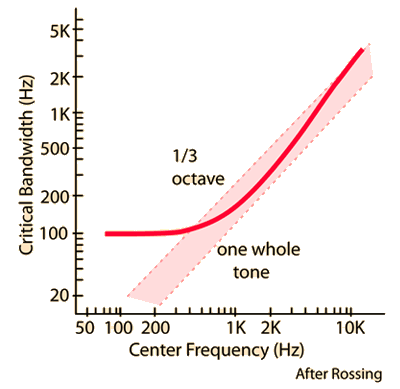 Critical Bandwidth (Hz)
5K
2K
1K
500
200
100
20
1/3
octave
one whole
tone
50 100 200 1K 2K 10K
Center Frequency (Hz)
After Rossing